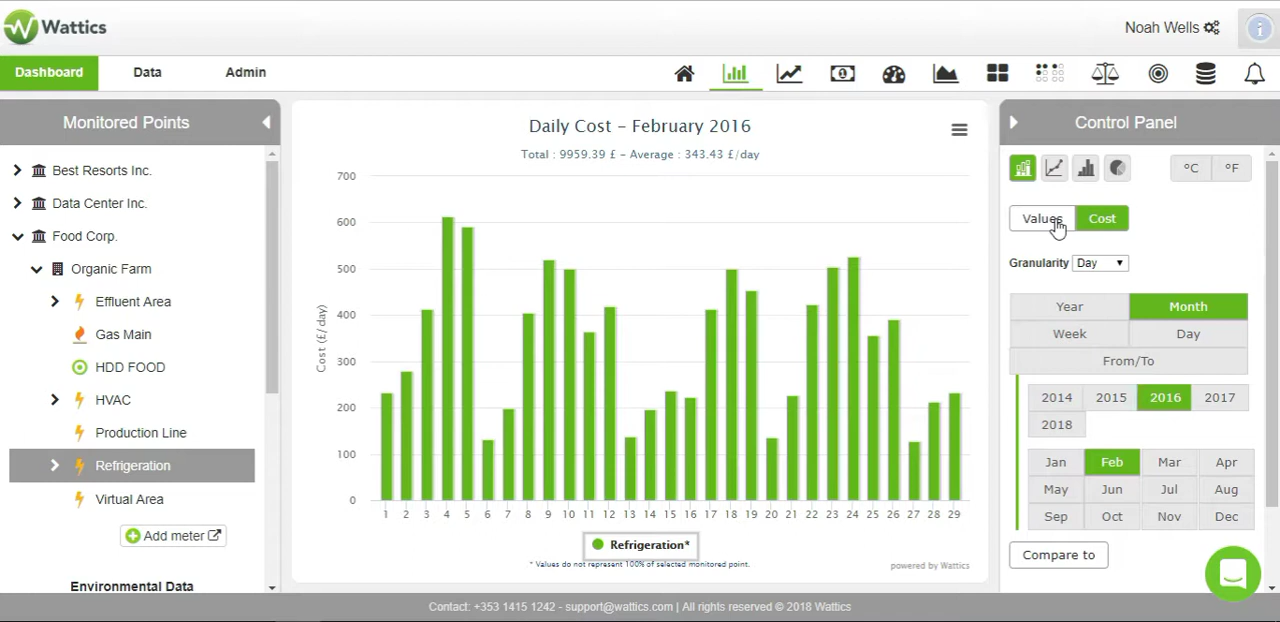 Wattics
Noah Wells
Dashboard Data Admin
Monitored Points
Best Resorts Inc.
Data Center Inc.
Food Corp.
Organic Farm
Effluent Area
Gas Main
HDD FOOD
HVAC
Production Line
Refrigeration
Virtual Area
Add meter
Environmental Data
Daily Cost - February 2016
Total : 9959.39 £ - Average : 343.43 £/day
700
600
500
400
300
200
100
0
Cost (£/day)
1 2 3 4 5 6 7 8 9 10 11 12 13 14 15 16 17 18 19 20 21 22 23 24 25 26 27 28 29
Refrigeration*
* Values do not represent 100% of selected monitored point.
powered by Wattics
Control Panel
°C °F
Values Cost
Granularity Day
Year Month
Week Day
From/To
2014 2015 2016 2017
2018
Jan Feb Mar Apr
May Jun Jul Aug
Sep Oct Nov Dec
Compare to
Contact: +353 1415 1242 - support@wattics.com | All rights reserved © 2018 Wattics